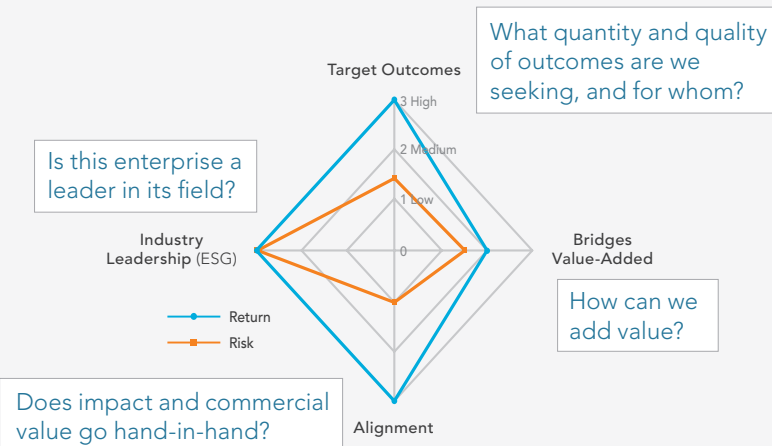 What quantity and quality
of outcomes are we
seeking, and for whom?
Target Outcomes
3 High
2 Medium
1 Low
0
Is this enterprise a
leader in its field?
Industry
Leadership (ESG)
Bridges
Value-Added
How can we
add value?
Return
Risk
Does impact and commercial
value go hand-in-hand?
Alignment